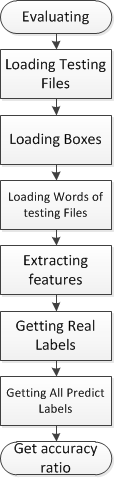 Evaluating
Loading Testing
Files
Loading Boxes
Loading Words of
testing Files
Extracting
features
Getting Real
Labels
Getting All Predict
Labels
Get accuracy
ratio